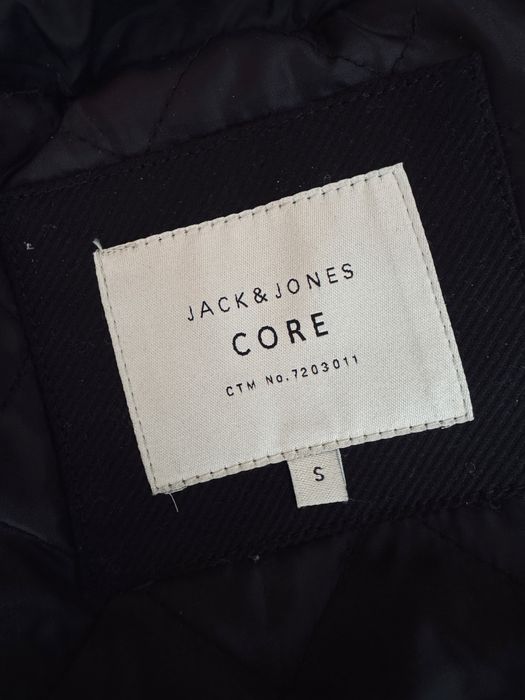 JACK&JONES
CORE
CTM No.7203011
S